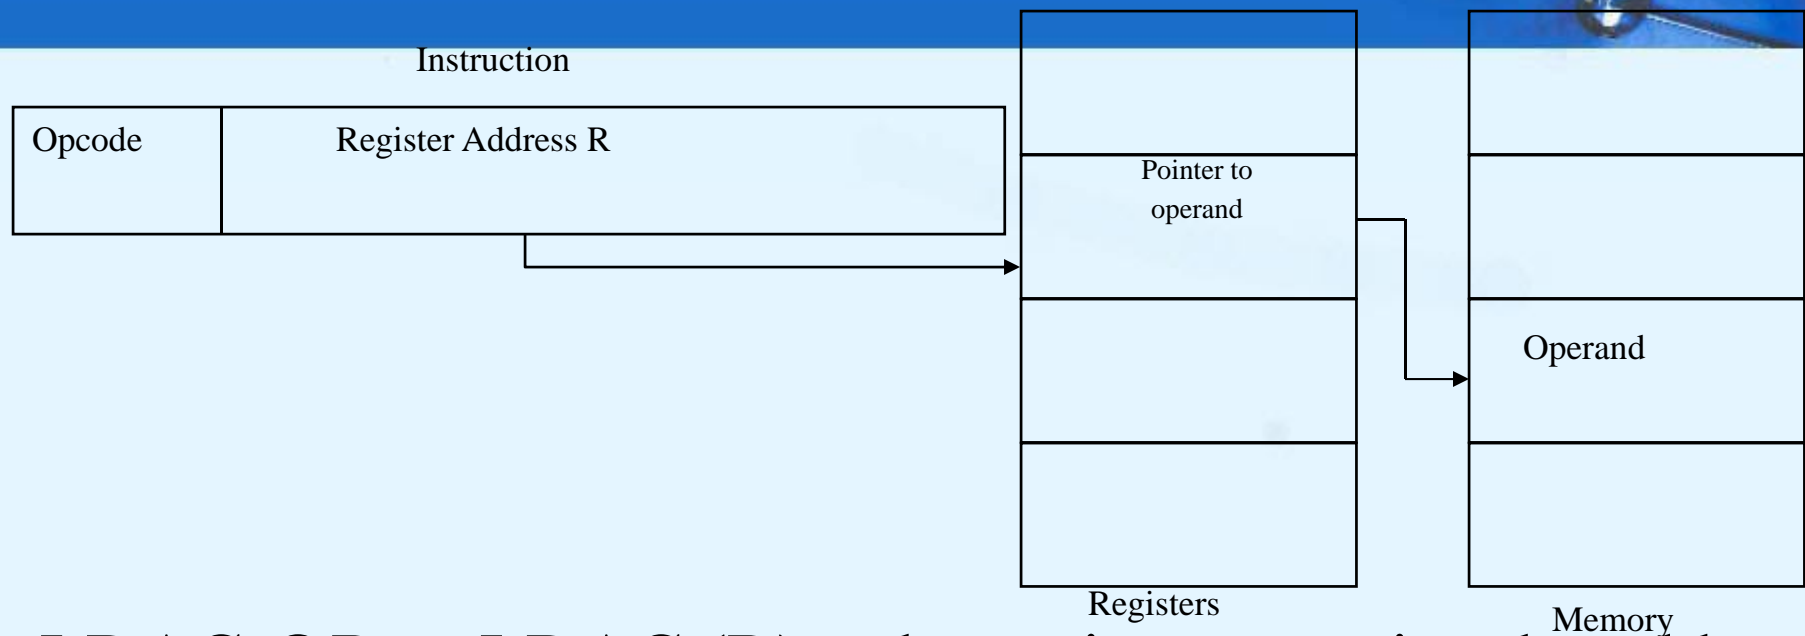 Instruction
Opcode
Register Address R
Pointer to
operand
Operand
Registers
Memory